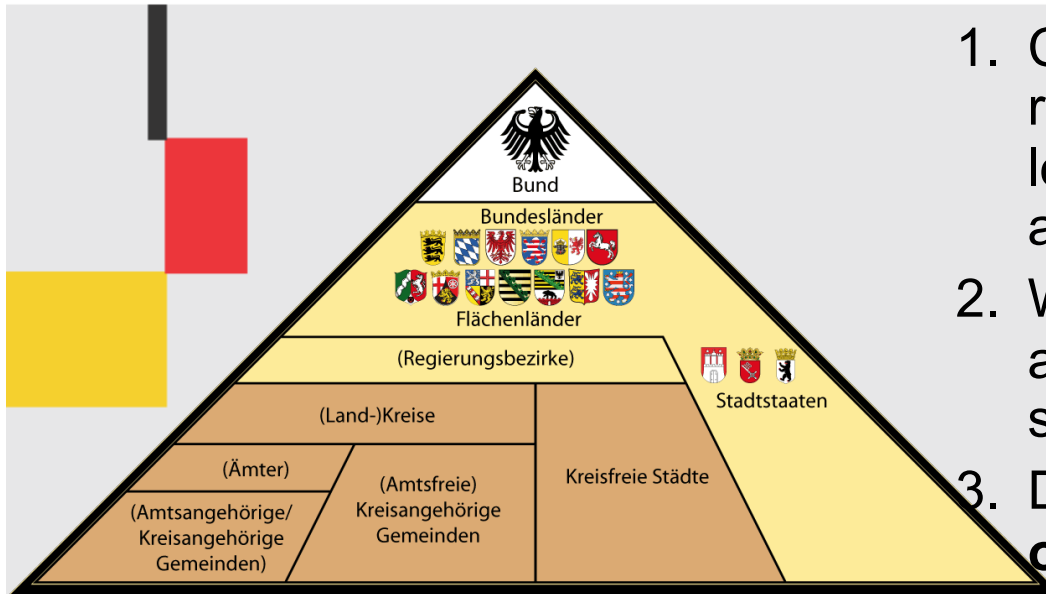 Bund
Bundesländer
Flächenländer
(Regierungsbezirke)
Stadtstaaten
(Land-)Kreise
(Ämter)
(Amtsfreie)
Kreisangehörige
Gemeinden
Kreisfreie Städte
(Amtsangehörige/
Kreisangehörige
Gemeinden)
1.
2.
3.